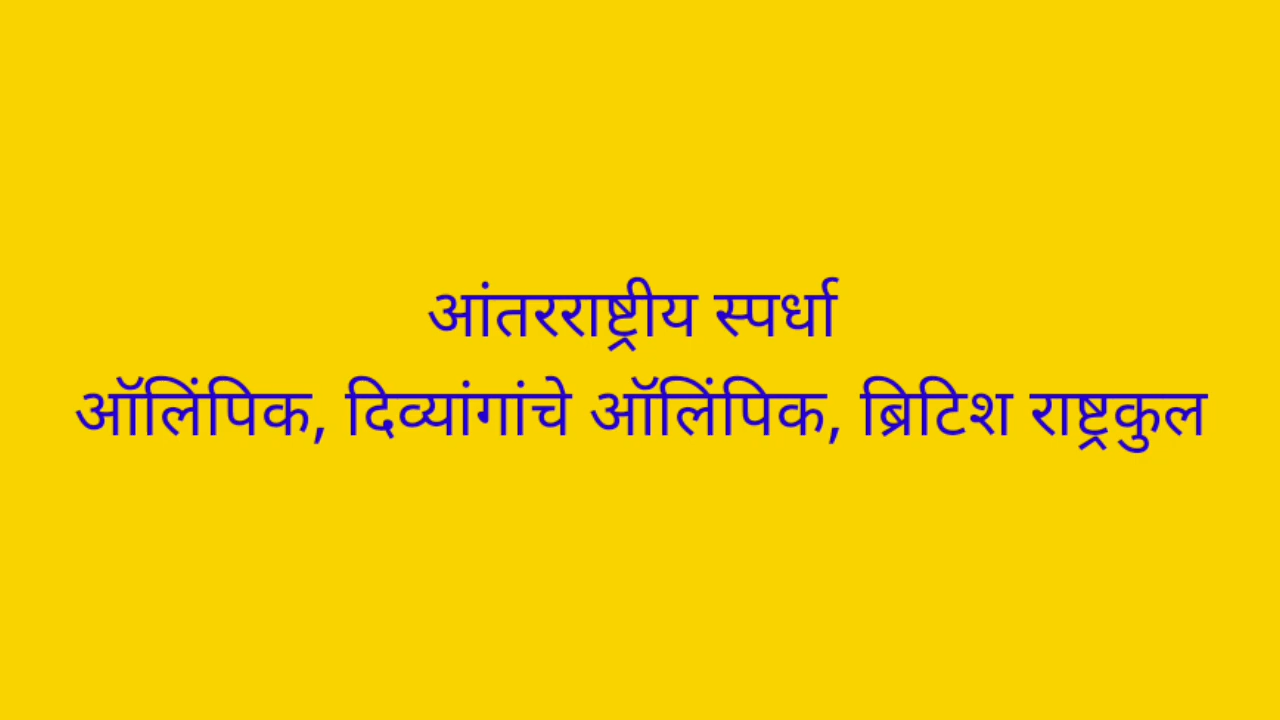 आंतरराष्ट्रीय स्पर्धा
ऑलिंपिक, दिव्यांगांचे ऑलिंपिक, ब्रिटिश राष्ट्रकुल